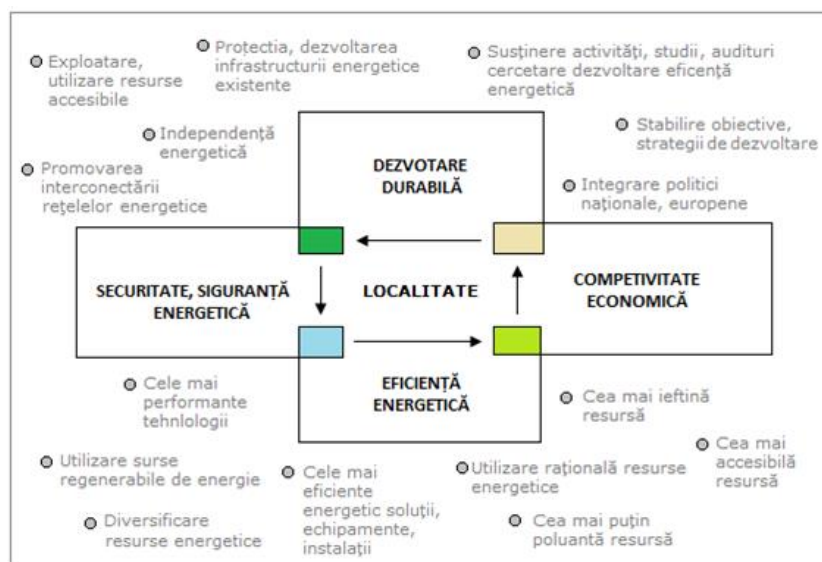 Exploatare,
utilizare resurse
accesibile
Proțectia, dezvoltarea
infrastructurii energetice
existente
Susținere activități, studii, audituri
cercetare dezvoltare eficență
energetică
Independență
energetică
Stabilire obiective,
strategii de dezvoltare
Promovarea
interconectării
rețelelor energetice
Integrare politici
naționale, europene
DEZVOTARE
DURABILĂ
SECURITATE, SIGURANȚĂ
ENERGETICĂ
LOCALITATE
COMPETIVITATE
ECONOMICĂ
EFICIENȚĂ
ENERGETICĂ
Cele mai
performante
tehnlologii
Cea mai ieftină
resursă
Cea mai
accesibilă
resursă
Utilizare surse
regenerabile de energie
Cele mai
eficiente
energetic soluții,
echipamente,
instalații
Utilizare rațională resurse
energetice
Diversificare
resurse energetice
Cea mai puțin
poluantă resursă